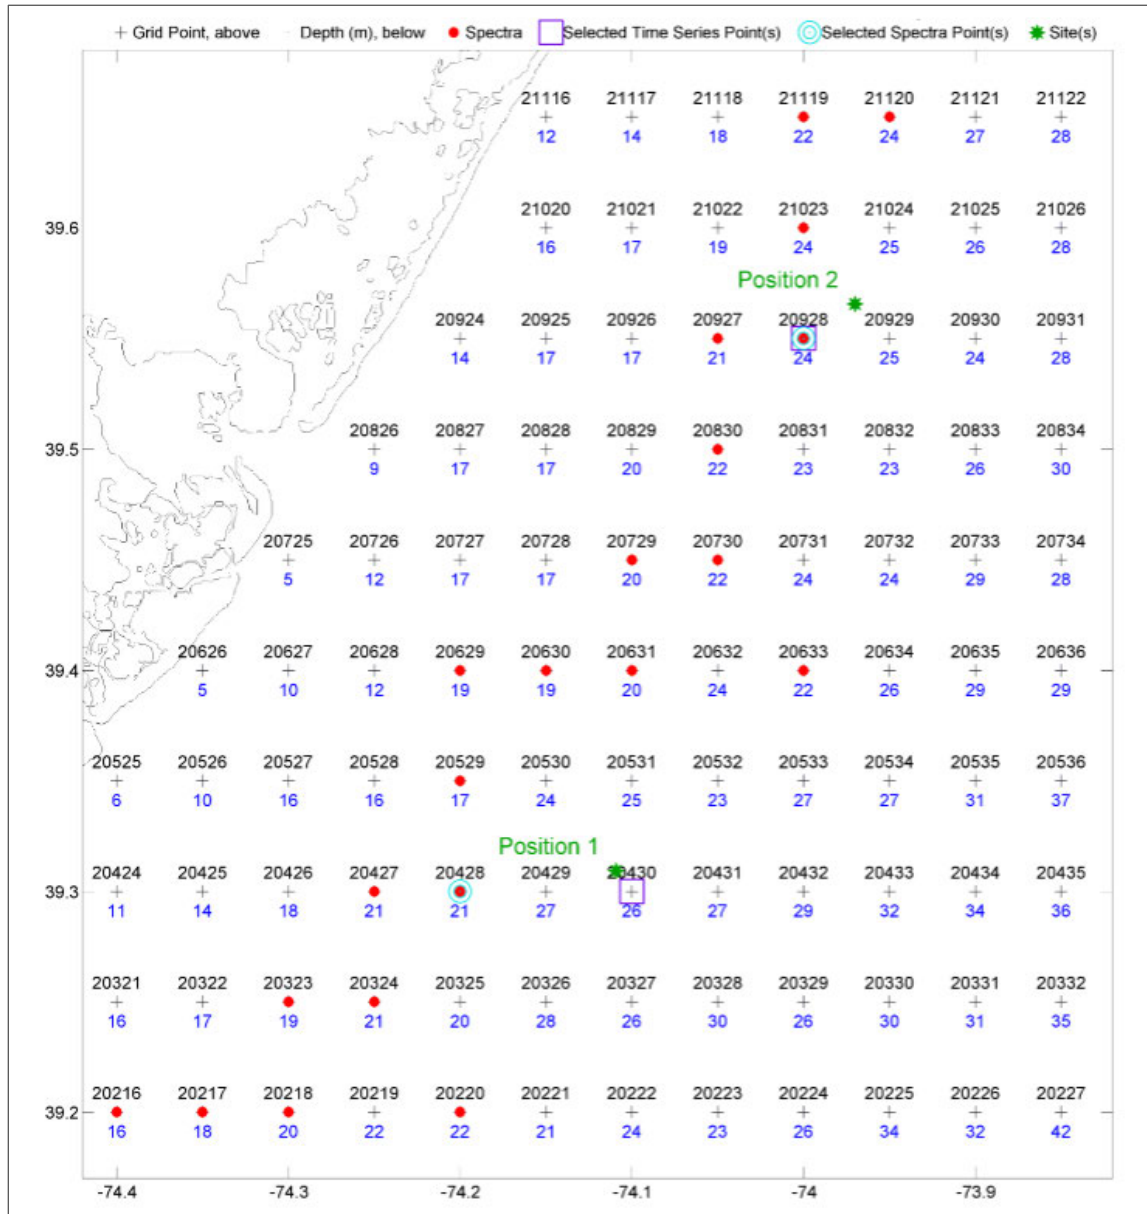 Grid Point, above Depth (m), below Spectra Selected Time Series Point(s) Selected Spectra Point(s) Site(s)
21116 21117 21118 21119 21120 21121 21122
12 14 18 22 24 27 28
21020 21021 21022 21023 21024 21025 21026
39.6
16 17 19 24 25 26 28
Position 2
20924 20925 20926 20927 20928 20929 20930 20931
14 17 17 21 24 25 24 28
20826 20827 20828 20829 20830 20831 20832 20833 20834
39.5
9 17 17 20 22 23 23 26 30
20725 20726 20727 20728 20729 20730 20731 20732 20733 20734
5 12 17 17 20 22 24 24 29 28
20626 20627 20628 20629 20630 20631 20632 20633 20634 20635 20636
39.4
5 10 12 19 19 20 24 22 26 29 29
20525 20526 20527 20528 20529 20530 20531 20532 20533 20534 20535 20536
6 10 16 16 17 24 25 23 27 27 31 37
Position 1
20424 20425 20426 20427 20428 20429 20430 20431 20432 20433 20434 20435
39.3
11 14 18 21 21 27 26 27 29 32 34 36
20321 20322 20323 20324 20325 20326 20327 20328 20329 20330 20331 20332
16 17 19 21 20 28 26 30 26 30 31 35
20216 20217 20218 20219 20220 20221 20222 20223 20224 20225 20226 20227
39.2
16 18 20 22 22 21 24 23 26 34 32 42
-74.4 -74.3 -74.2 -74.1 -74 -73.9